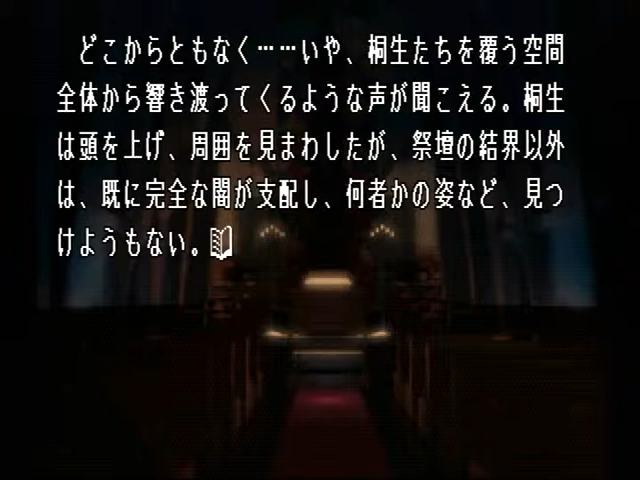 どこからともなく……いや、桐生たちを覆う空間
全体から響き渡ってくるような声が聞こえる。桐生
は頭を上げ、周囲を見まわしたが、祭壇の結界以外
は、既に完全な闇が支配し、何者かの姿など、見つ
けようもない。